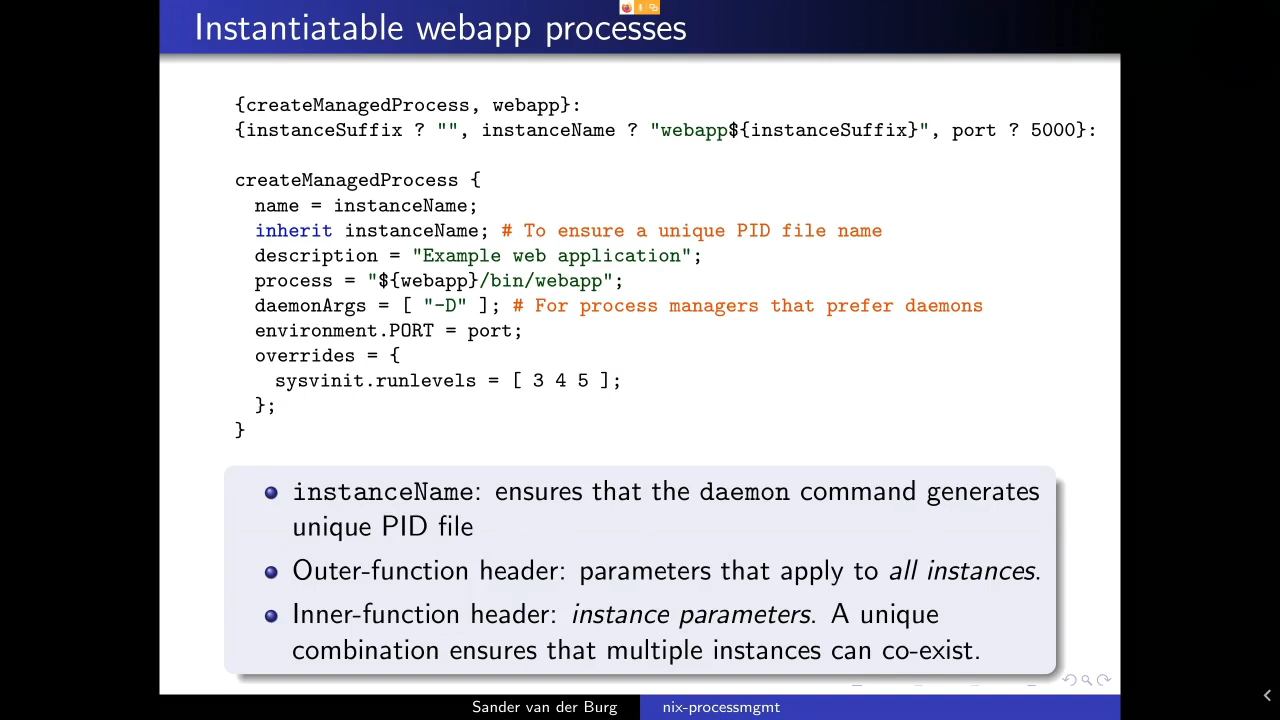 Instantiatable webapp processes
{createManagedProcess, webapp}:
{instanceSuffix ? "", instanceName ? "webapp${instanceSuffix}", port ? 5000}:
createManagedProcess {
name = instanceName;
inherit instanceName; # To ensure a unique PID file name
description = "Example web application";
process = "${webapp}/bin/webapp";
daemonArgs = [ "-D" ]; # For process managers that prefer daemons
environment.PORT = port;
overrides = {
sysvinit.runlevels = [ 3 4 5 ];
};
}
instanceName: ensures that the daemon command generates
unique PID file
Outer-function header: parameters that apply to all instances.
Inner-function header: instance parameters. A unique
combination ensures that multiple instances can co-exist.
Sander van der Burg
nix-processmgmt